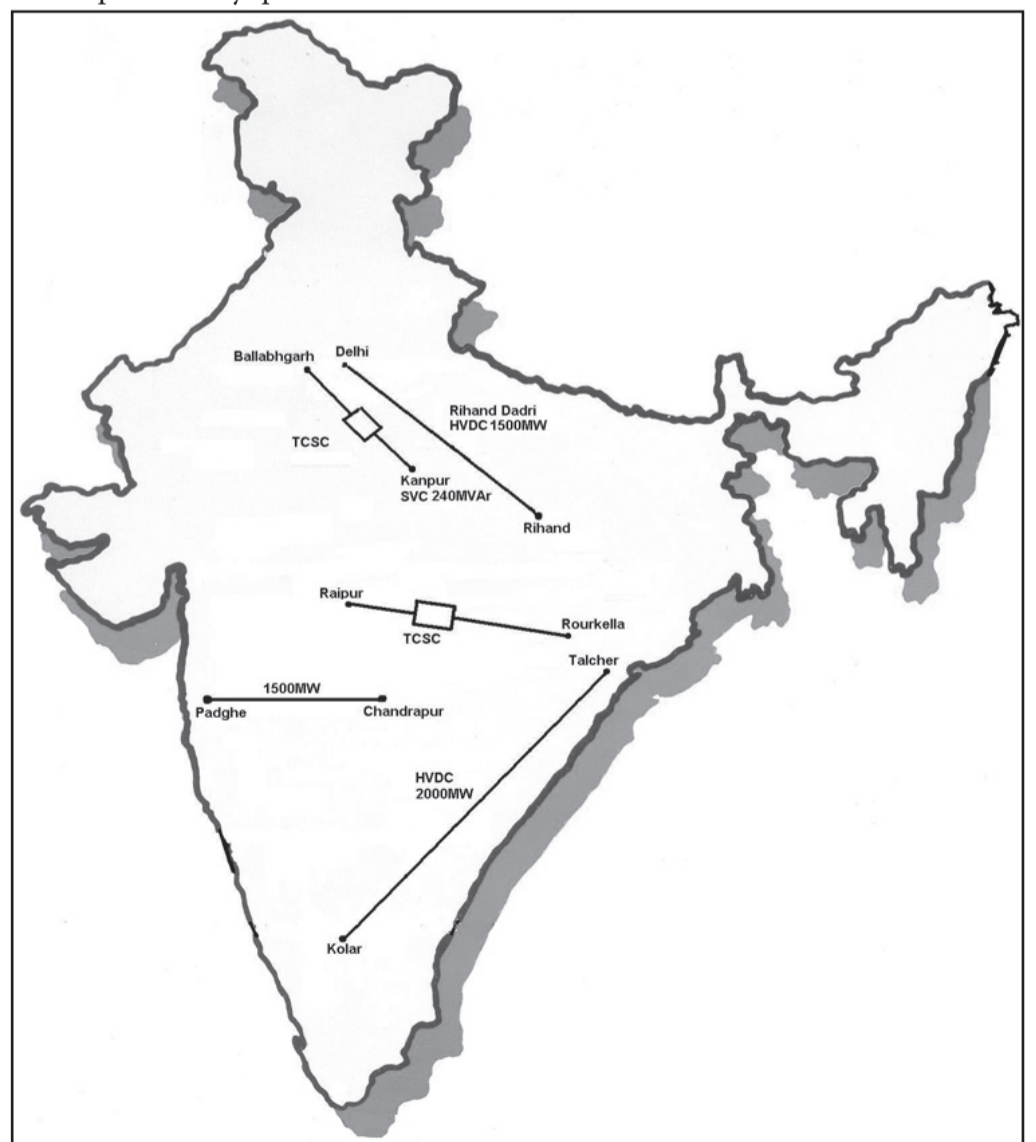 Ballabhgarh
Delhi
Rihand Dadri
HVDC 1500MW
TCSC
Kanpur
SVC 240MVAr
Rihand
Raipur
TCSC
Rourkella
Talcher
1500MW
Padghe
Chandrapur
HVDC
2000MW
Kolar